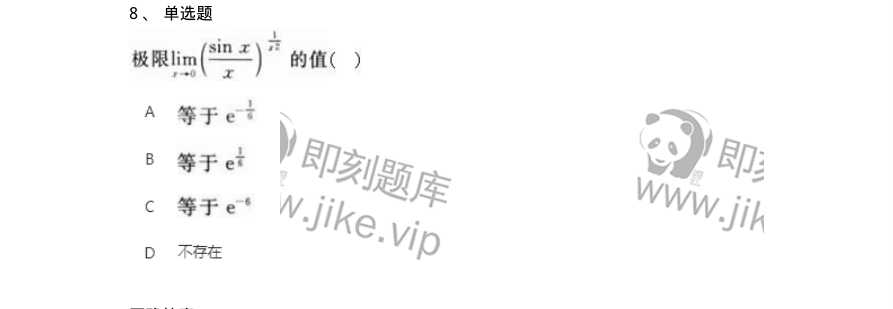 8 、 单选题
极限lim x→0 (sin x / x)^(1/x²) 的值( )
A 等于 e^(-1/6)
B 等于 e^(1/6)
C 等于 e^(-6)
D 不存在
即刻题库
w.jike.vip
即刻
www.jik